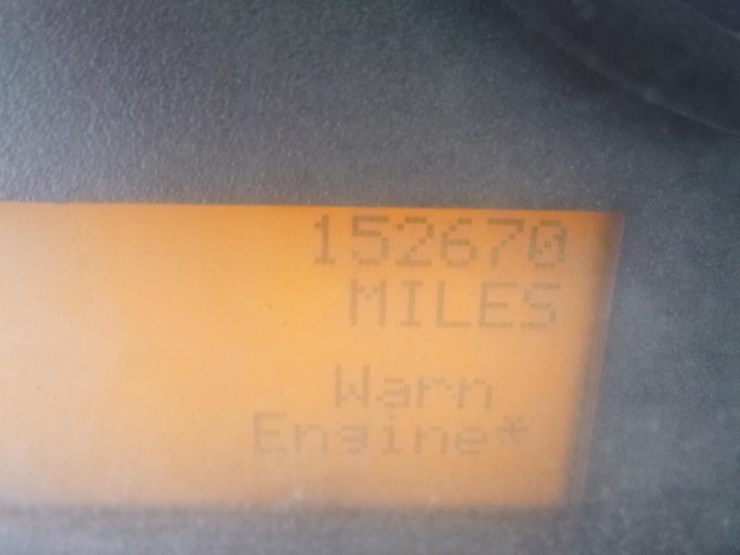 152670
MILES
Warn
Engine*